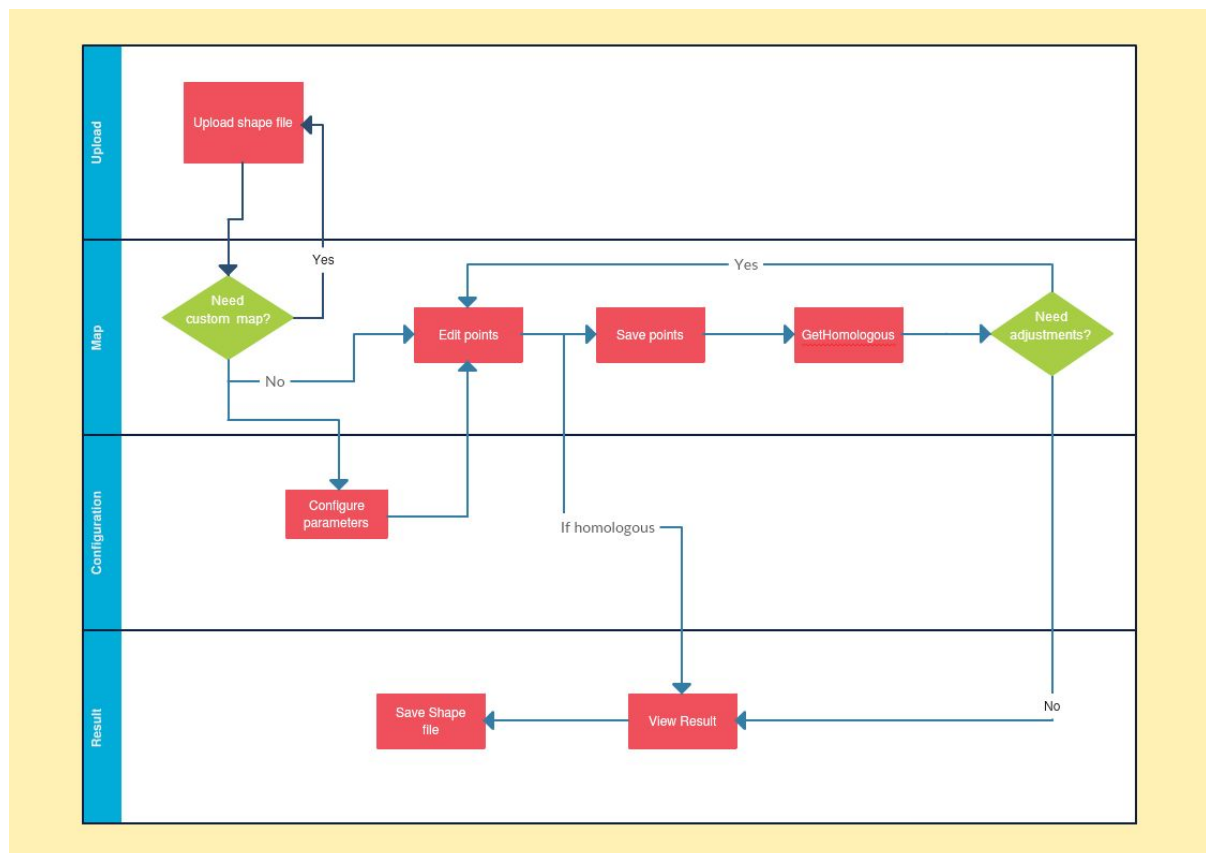 Upload
Upload shape file
Yes
Map
Need
custom map?
No
Edit points
Save points
GetHomologous
Yes
Need
adjustments?
Configuration
Configure
parameters
If homologous
Result
Save Shape
file
View Result
No